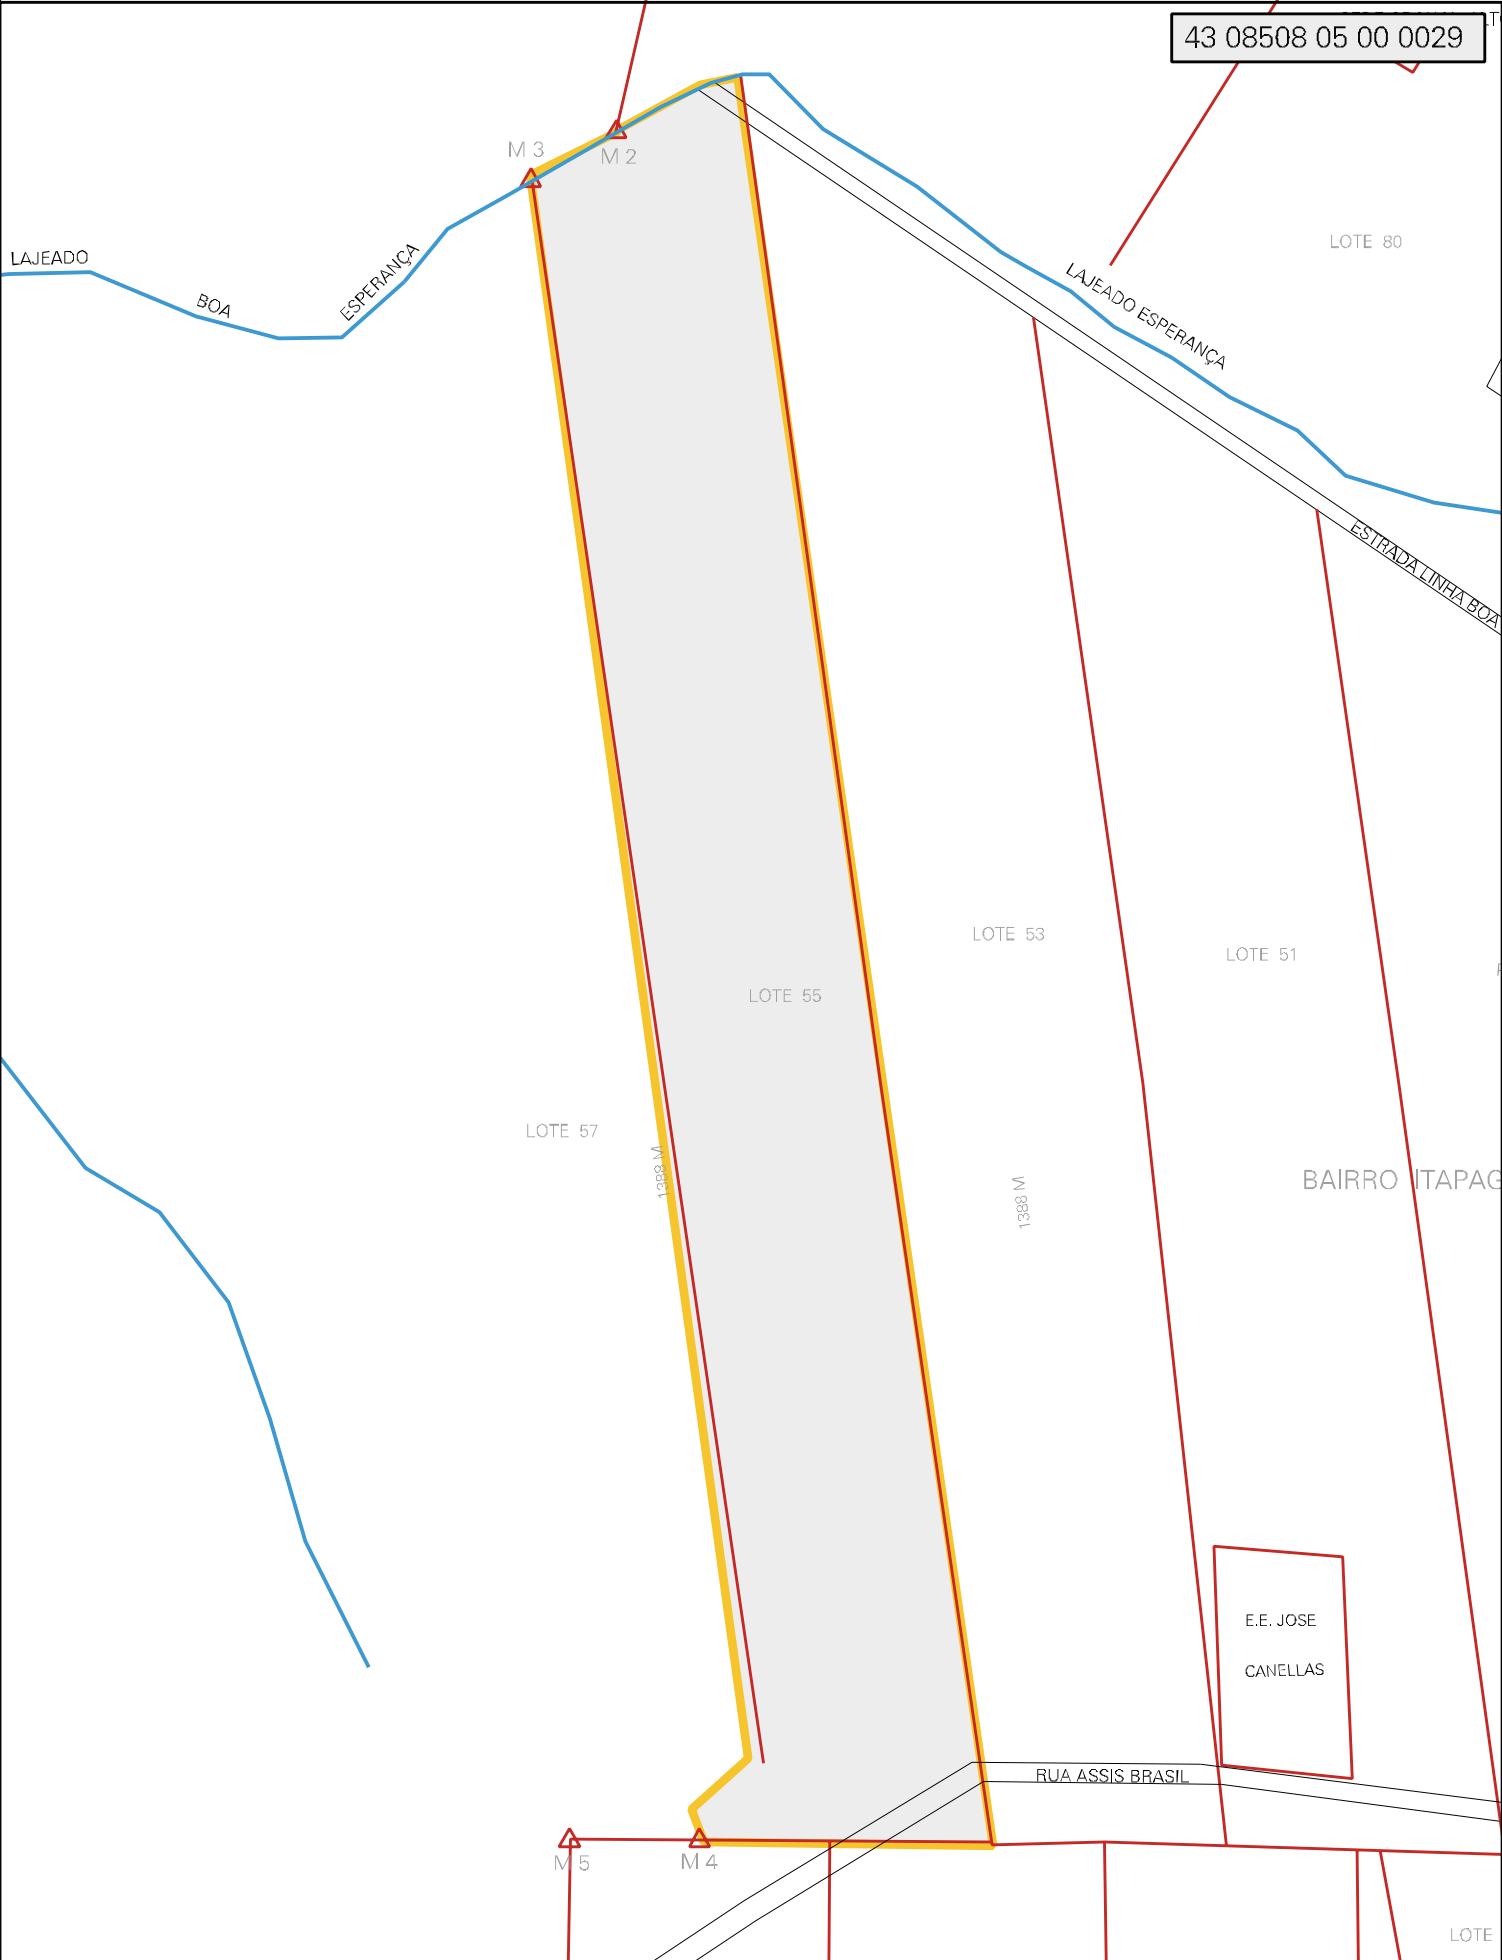 43 08508 05 00 0029
M 3
M 2
LAJEADO
BOA
ESPERANÇA
LOTE 80
LAJEADO ESPERANÇA
ESTRADA LINHA BOA
LOTE 53
LOTE 51
LOTE 55
LOTE 57
1388 M
1388 M
BAIRRO ITAPAG
E.E. JOSE
CANELLAS
RUA ASSIS BRASIL
M 5
M 4
LOTE